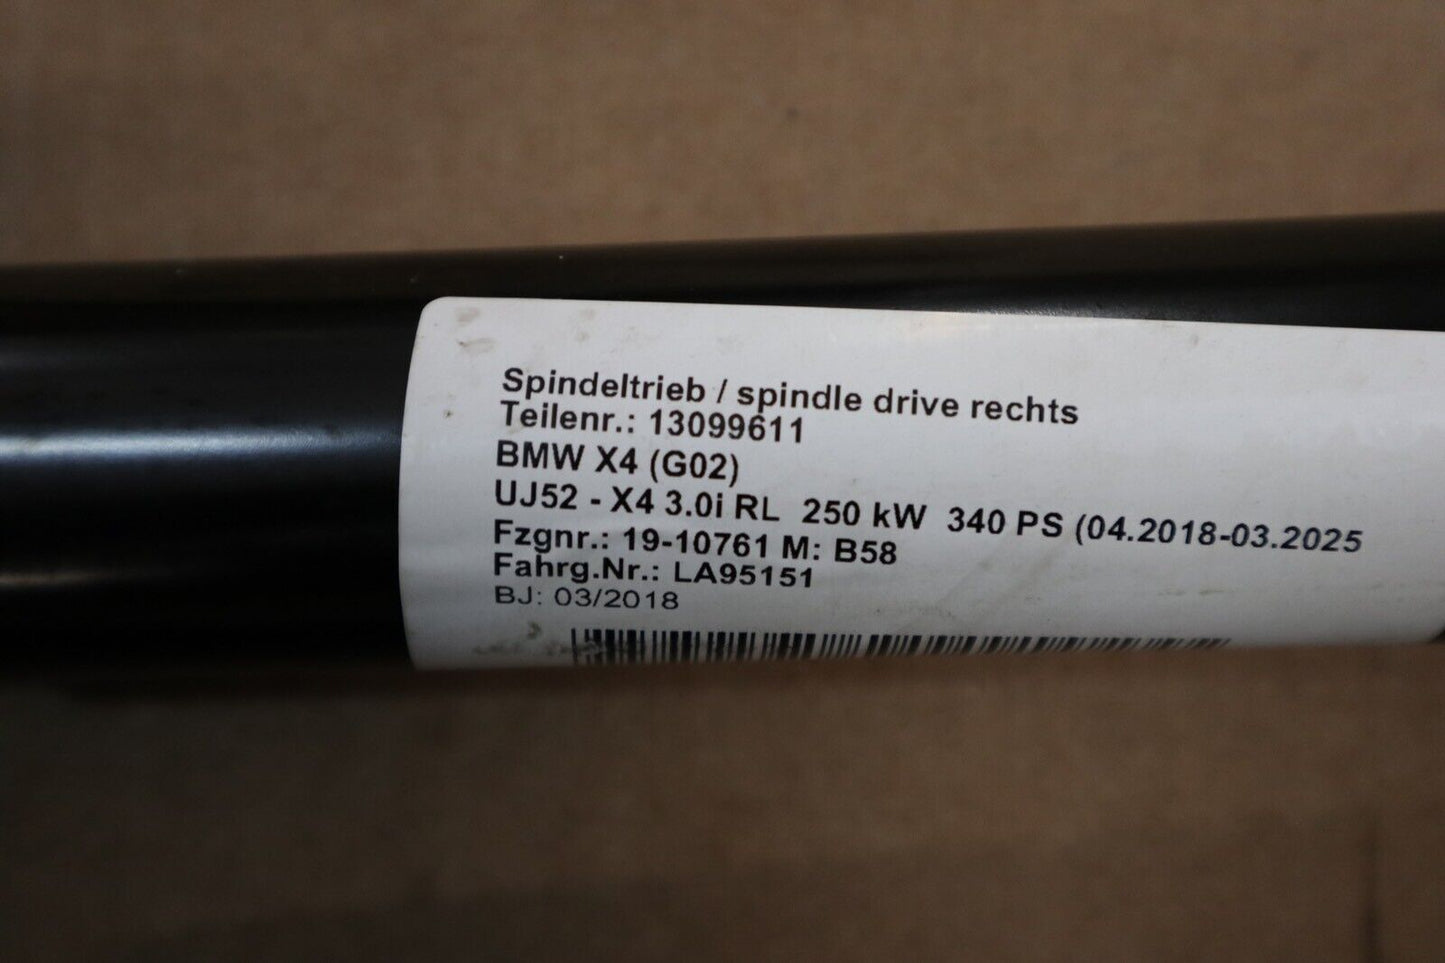 Spindeltrieb / spindle drive rechts
Teilenr.: 13099611
BMW X4 (G02)
UJ52 - X4 3.0i RL 250 kW 340 PS (04.2018-03.2025
Fzgnr.: 19-10761 M: B58
Fahrg.Nr.: LA95151
BJ: 03/2018